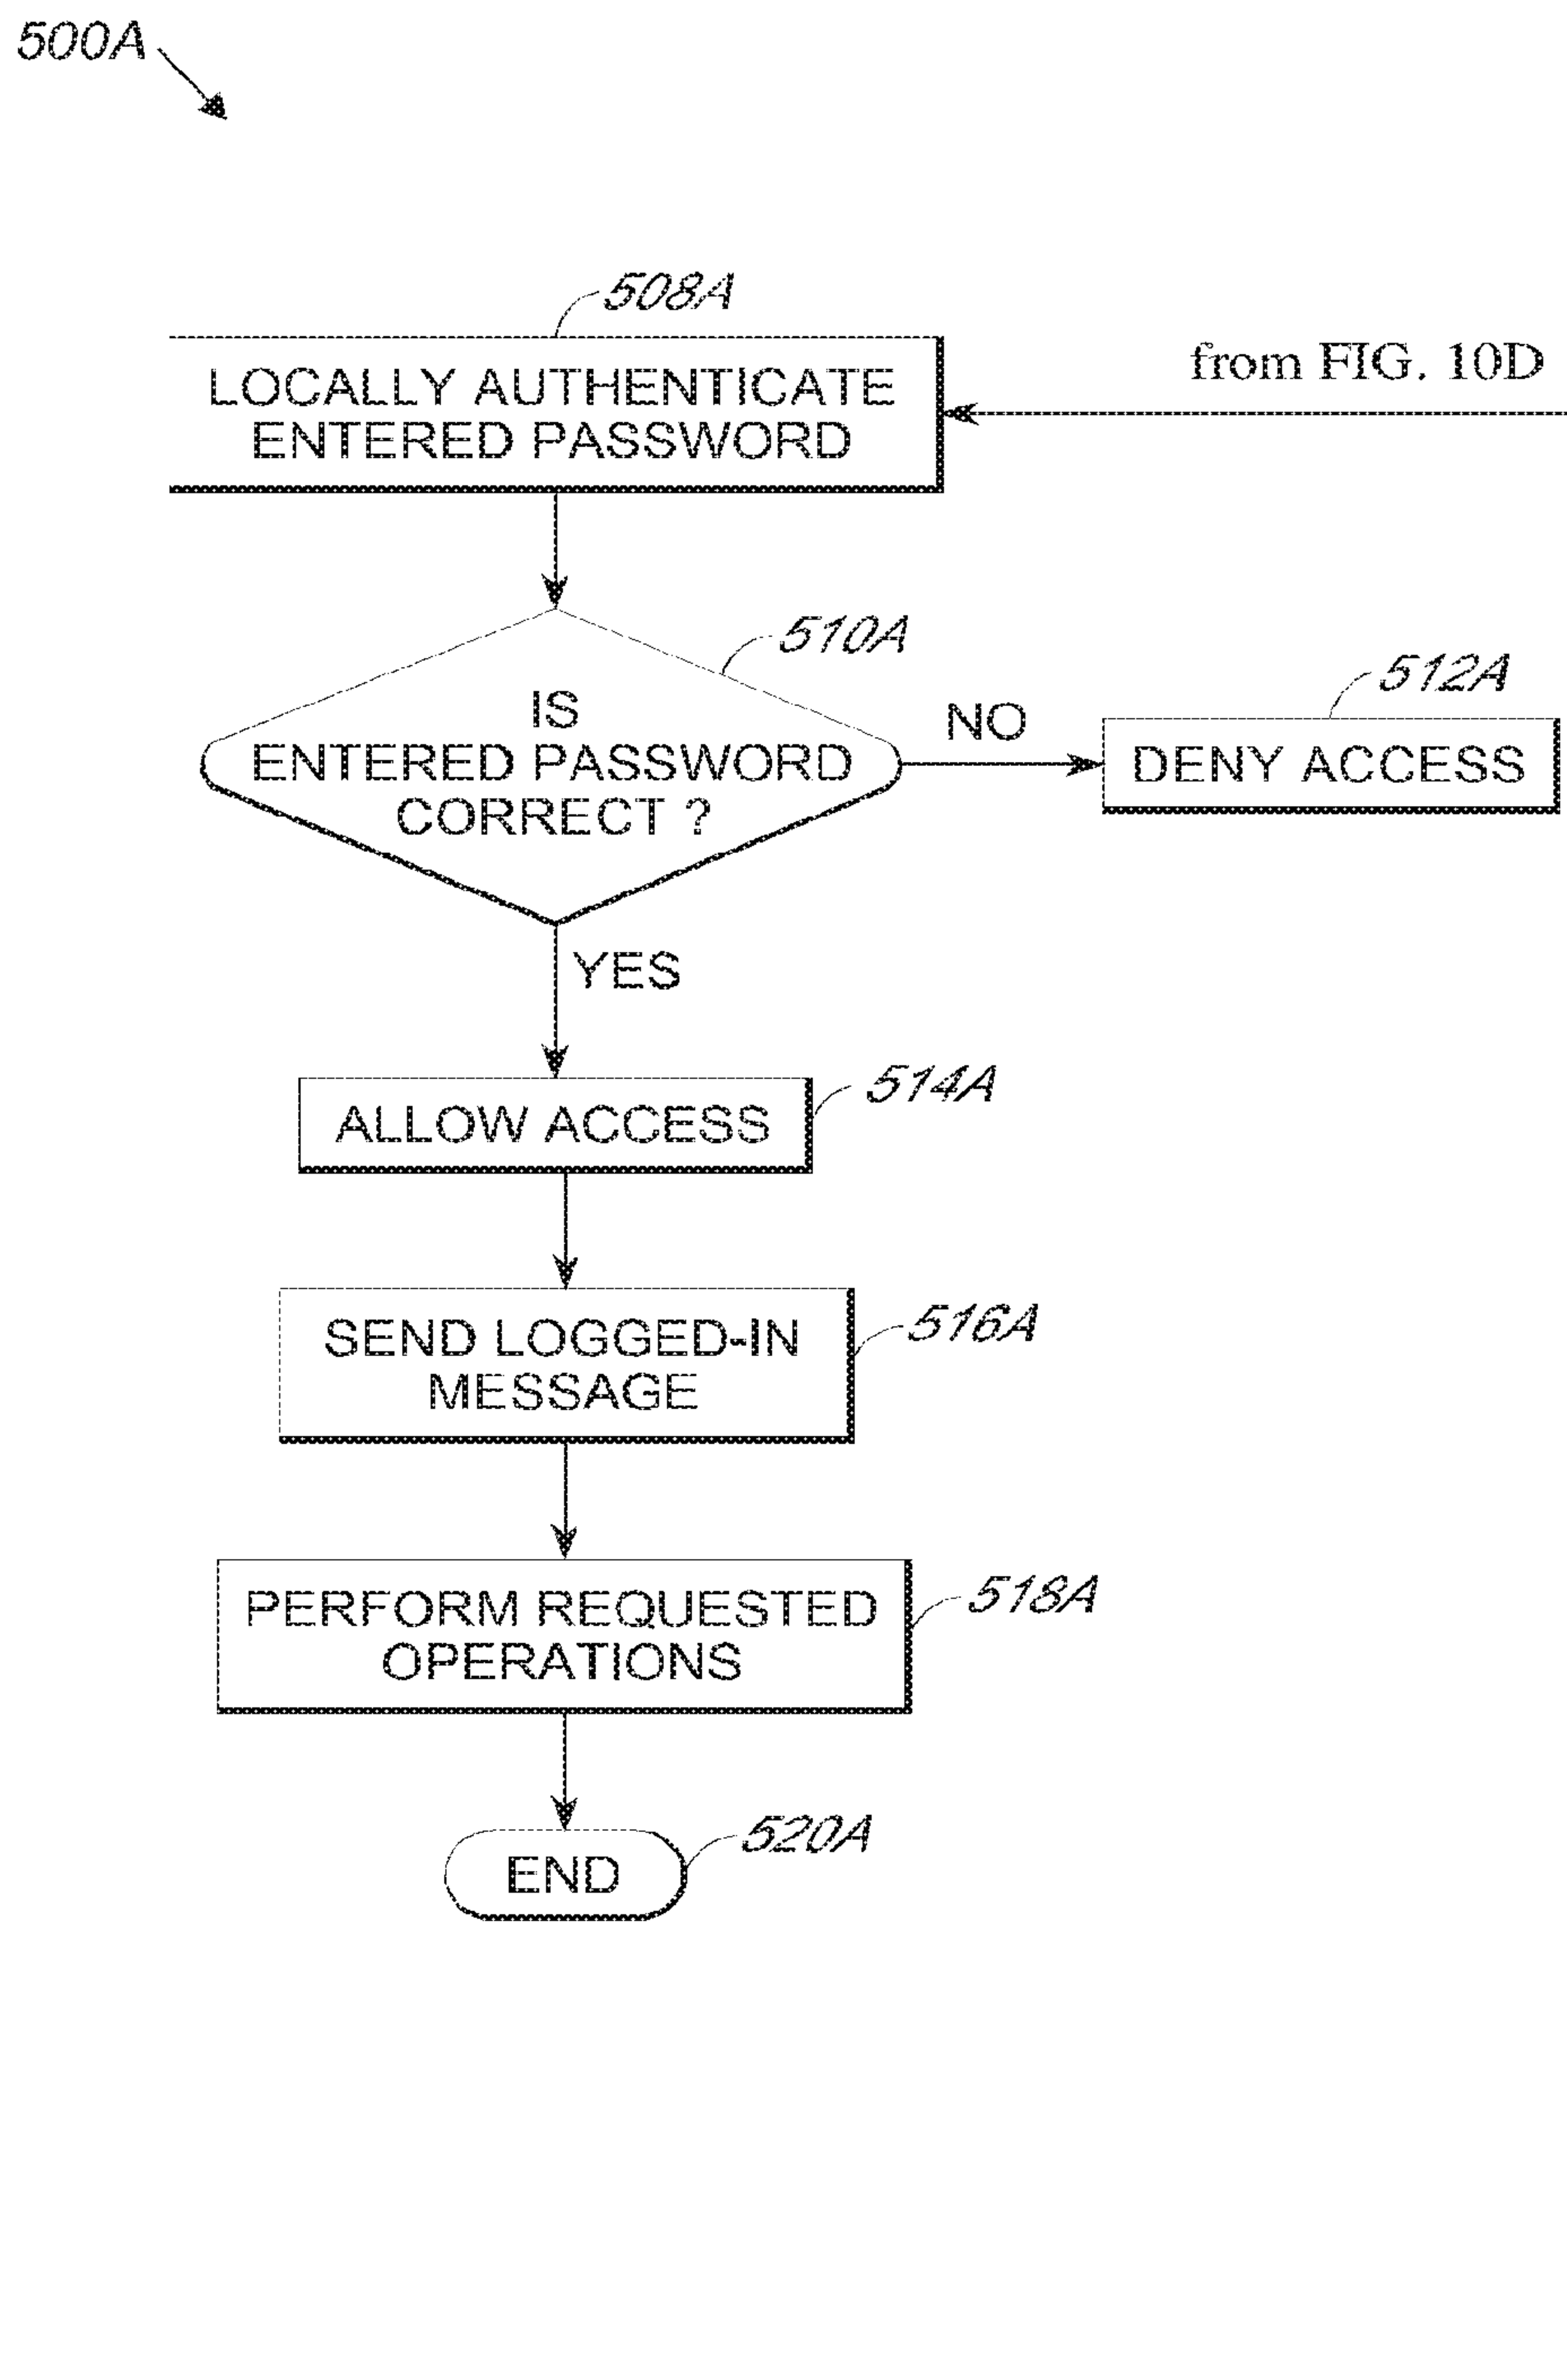 500A
508A
LOCALLY AUTHENTICATE
ENTERED PASSWORD
from FIG. 10D
510A
IS
ENTERED PASSWORD
CORRECT ?
NO
512A
DENY ACCESS
YES
514A
ALLOW ACCESS
516A
SEND LOGGED-IN
MESSAGE
518A
PERFORM REQUESTED
OPERATIONS
520A
END